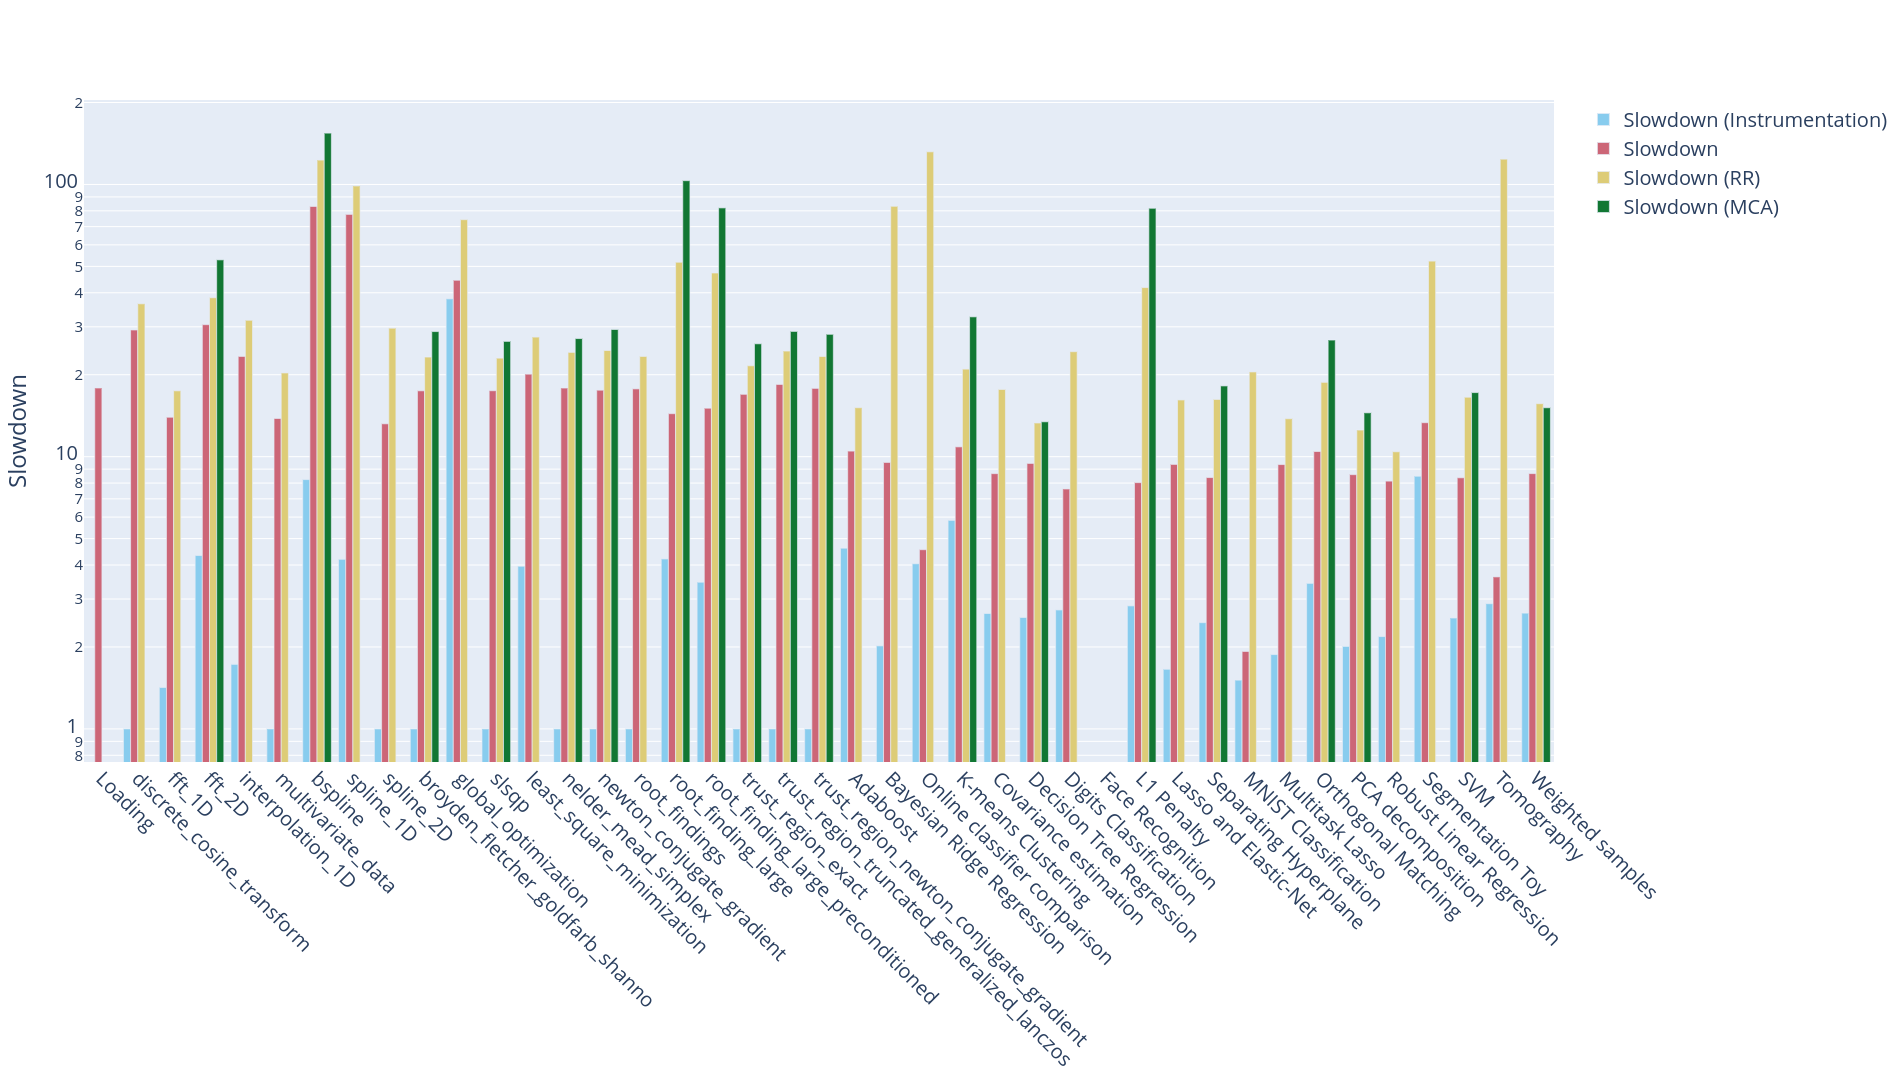 Slowdown
2
100
9
8
7
6
5
4
3
2
10
9
8
7
6
5
4
3
2
1
9
8
Slowdown (Instrumentation)
Slowdown
Slowdown (RR)
Slowdown (MCA)
Loading
discrete_cosine_transform
fft_1D
fft_2D
interpolation_1D
multivariate_data
bspline
spline_1D
spline_2D
broyden_fletcher_goldfarb_shanno
global_optimization
slsqp
least_square_minimization
nelder_mead_simplex
newton_conjugate_gradient
root_findings
root_finding_large
root_finding_large_preconditioned
trust_region_exact
trust_region_truncated_generalized_lanczos
trust_region_newton_conjugate_gradient
Adaboost
Bayesian Ridge Regression
Online classifier comparison
K-means Clustering
Covariance estimation
Decision Tree Regression
Digits Classification
Face Recognition
L1 Penalty
Lasso and Elastic-Net
Separating Hyperplane
MNIST Classification
Multitask Lasso
Orthogonal Matching
PCA decomposition
Robust Linear Regression
Segmentation Toy
SVM
Tomography
Weighted samples